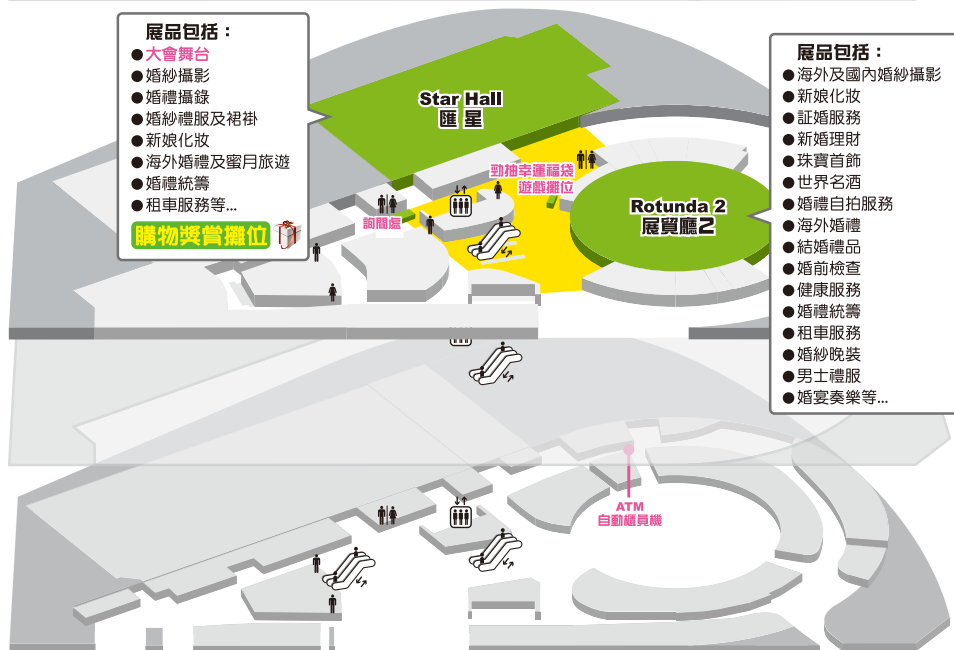 展品包括：
●大會舞台
●婚紗攝影
●婚禮攝錄
●婚紗禮服及裙褂
●新娘化妝
●海外婚禮及蜜月旅遊
●婚禮統籌
●租車服務等...
購物獎賞攤位
Star Hall
匯星
勁抽幸運福袋
遊戲攤位
詢問處
Rotunda 2
展貿廳2
展品包括：
●海外及國內婚紗攝影
●新娘化妝
●証婚服務
●新婚理財
●珠寶首飾
●世界名酒
●婚禮自拍服務
●海外婚禮
●結婚禮品
●婚前檢查
●健康服務
●婚禮統籌
●租車服務
●婚紗晚裝
●男士禮服
●婚宴奏樂等...
ATM
自動櫃員機